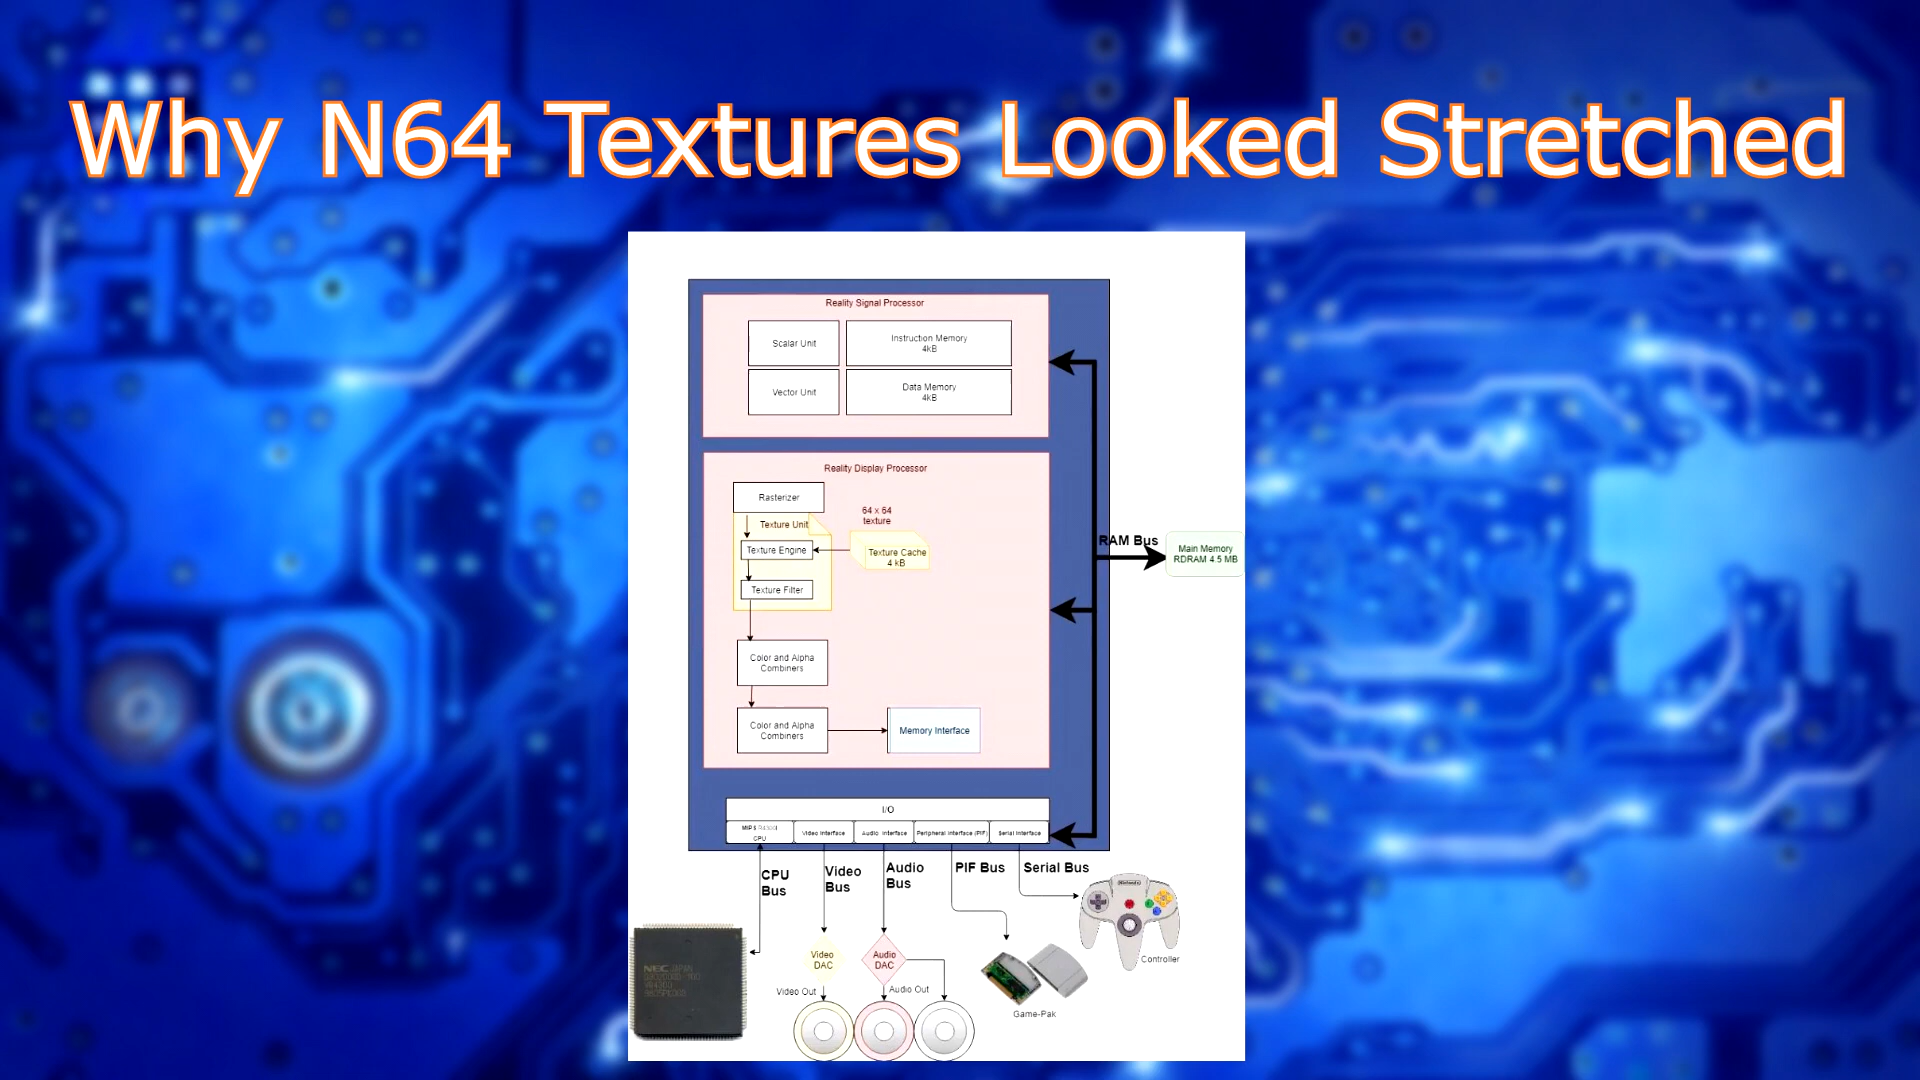 Why N64 Textures Looked Stretched
Reality Signal Processor
Scalar Unit
Instruction Memory
4kB
Vector Unit
Data Memory
4kB
Reality Display Processor
Rasterizer
64 x 64
texture
Texture Unit
Texture Engine
Texture Cache
4 kB
Texture Filter
RAM Bus
Main Memory
RDRAM 4.5 MB
Color and Alpha
Combiners
Color and Alpha
Combiners
Memory Interface
I/O
CPU
Video Interface
Audio Interface
Peripheral Interface (PIF)
Serial Interface
CPU
Bus
Video
Bus
Audio
Bus
PIF Bus
Serial Bus
Nintendo
NEC JAPAN
Video
DAC
Audio
DAC
Controller
Video Out
Audio Out
Game-Pak